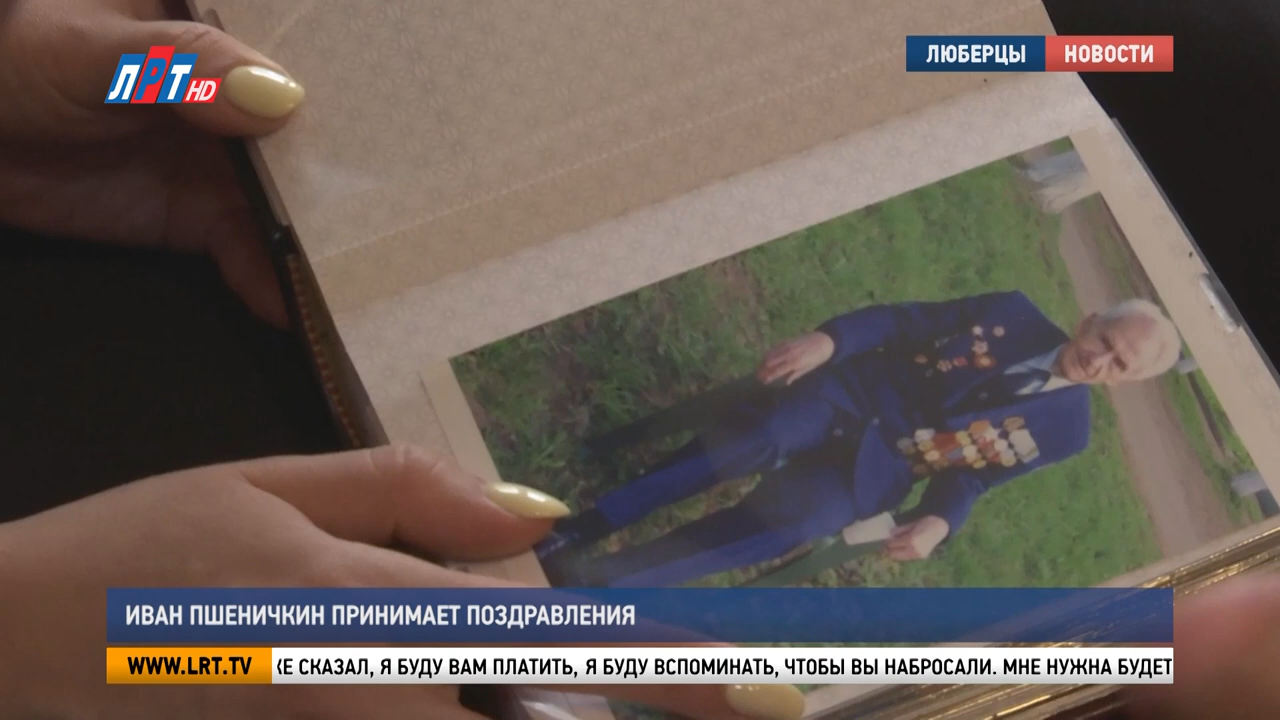 ЛРТ HD
ЛЮБЕРЦЫ НОВОСТИ
ИВАН ПШЕНИЧКИН ПРИНИМАЕТ ПОЗДРАВЛЕНИЯ
WWW.LRT.TV СКАЗАЛ, Я БУДУ ВАМ ПЛАТИТЬ, Я БУДУ ВСПОМИНАТЬ, ЧТОБЫ ВЫ НАБРОСАЛИ. МНЕ НУЖНА БУДЕТ